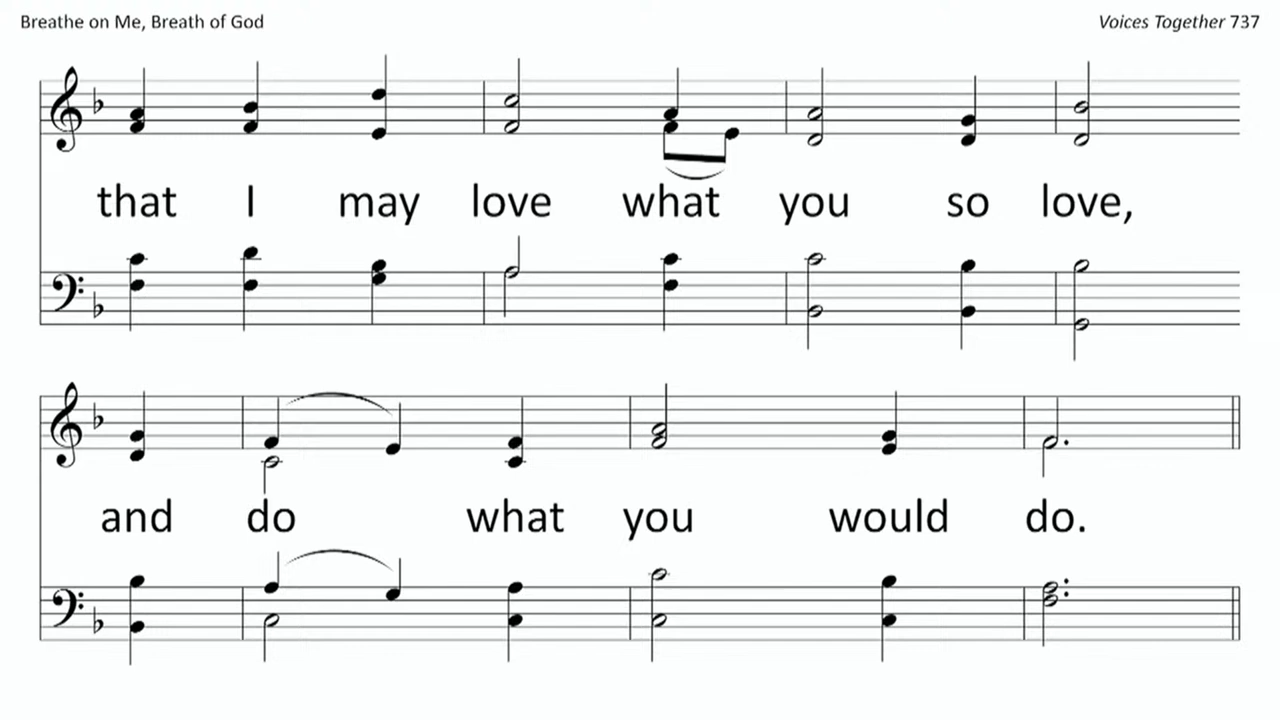 Breathe on Me, Breath of God
Voices Together 737
that I may love what you so love,
and do what you would do.